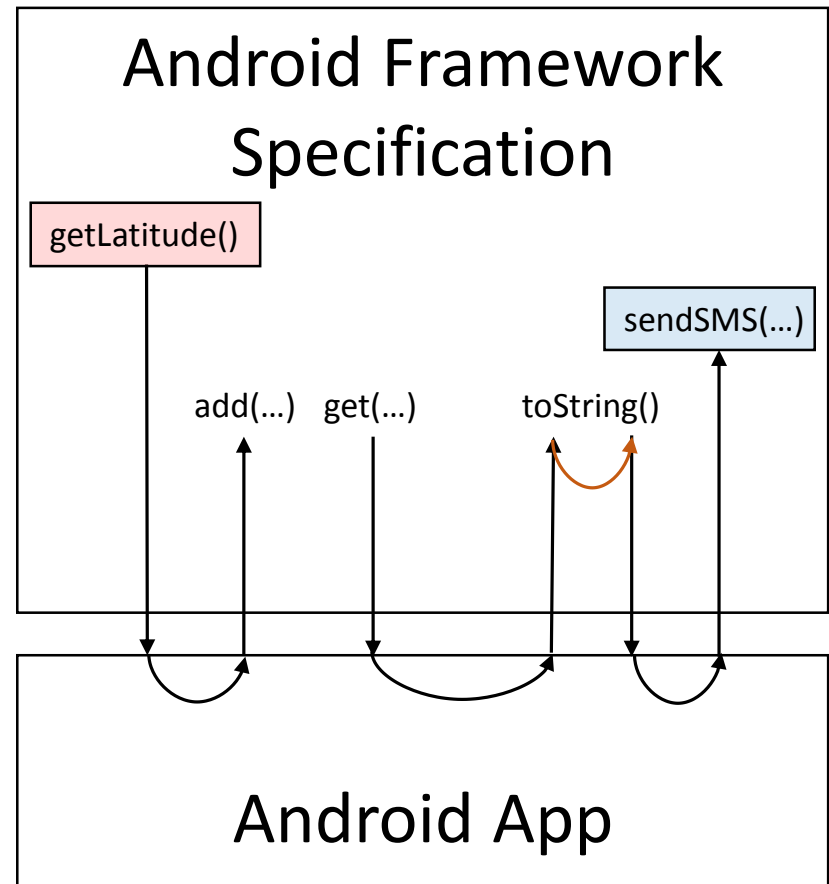 Android Framework
Specification
getLatitude()
sendSMS(…)
add(…) get(…) toString()
Android App